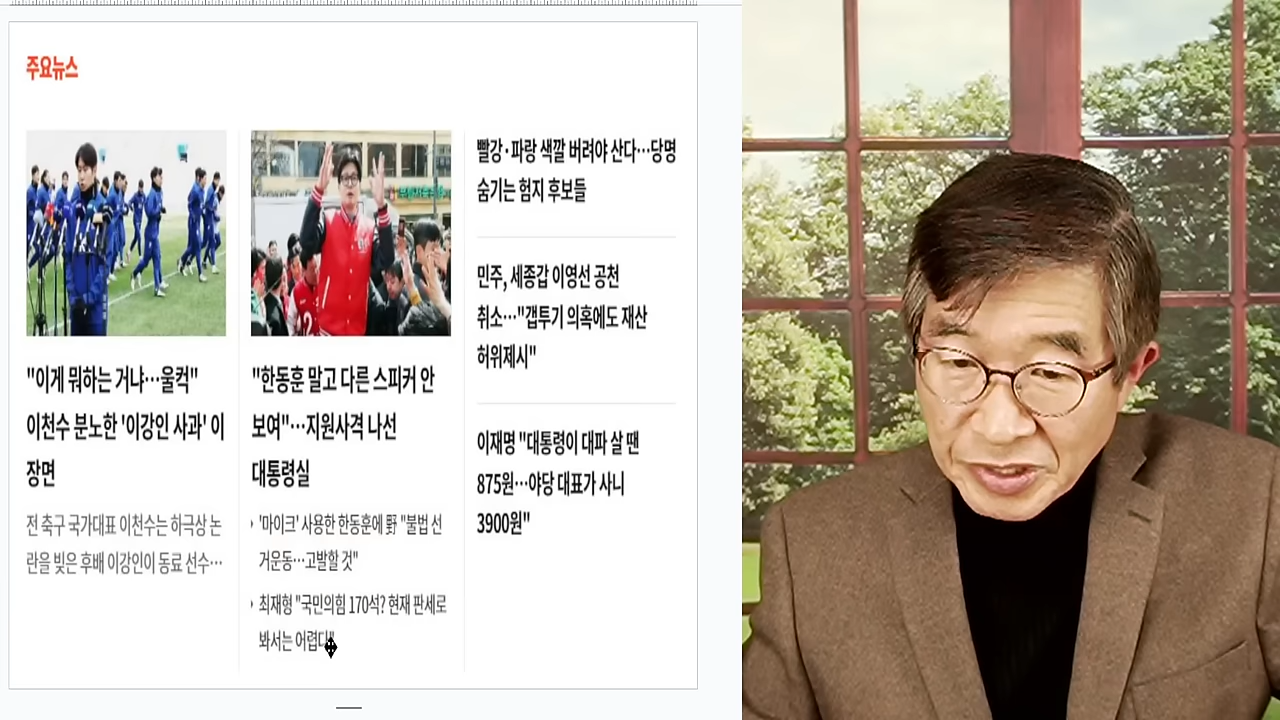 주요뉴스
"이게 뭐하는 거냐…울컥"
이천수 분노한 '이강인 사과' 이
장면
전 축구 국가대표 이천수는 하극상 논
란을 빚은 후배 이강인이 동료 선수…
"한동훈 말고 다른 스피커 안
보여"…지원사격 나선
대통령실
'마이크' 사용한 한동훈에 野 "불법 선
거운동…고발할 것"
최재형 "국민의힘 170석? 현재 판세로
봐서는 어렵다"
빨강·파랑 색깔 버려야 산다…당명
숨기는 험지 후보들
민주, 세종갑 이영선 공천
취소…"갭투기 의혹에도 재산
허위제시"
이재명 "대통령이 대파 살 땐
875원…야당 대표가 사니
3900원"